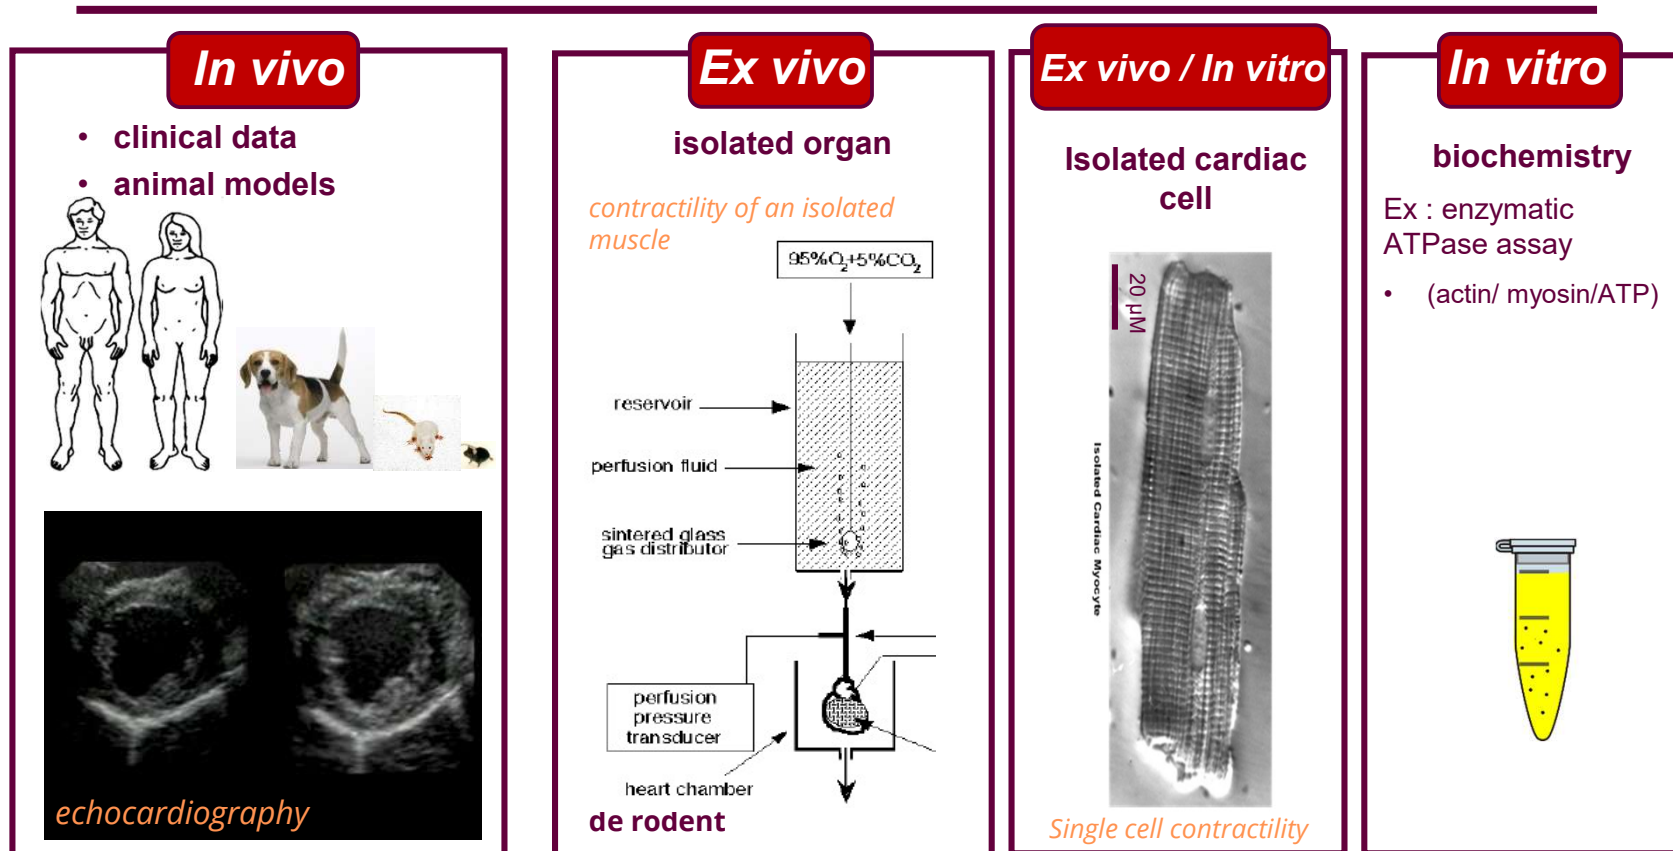 In vivo
• clinical data
• animal models
echocardiography
Ex vivo
isolated organ
contractility of an isolated
muscle
95%O₂+5%CO₂
reservoir
perfusion fluid
sintered glass
gas distributor
perfusion
pressure
transducer
heart chamber
de rodent
Ex vivo / In vitro
Isolated cardiac
cell
20 µM
Isolated Cardiac Myocyte
Single cell contractility
In vitro
biochemistry
Ex : enzymatic
ATPase assay
• (actin/ myosin/ATP)